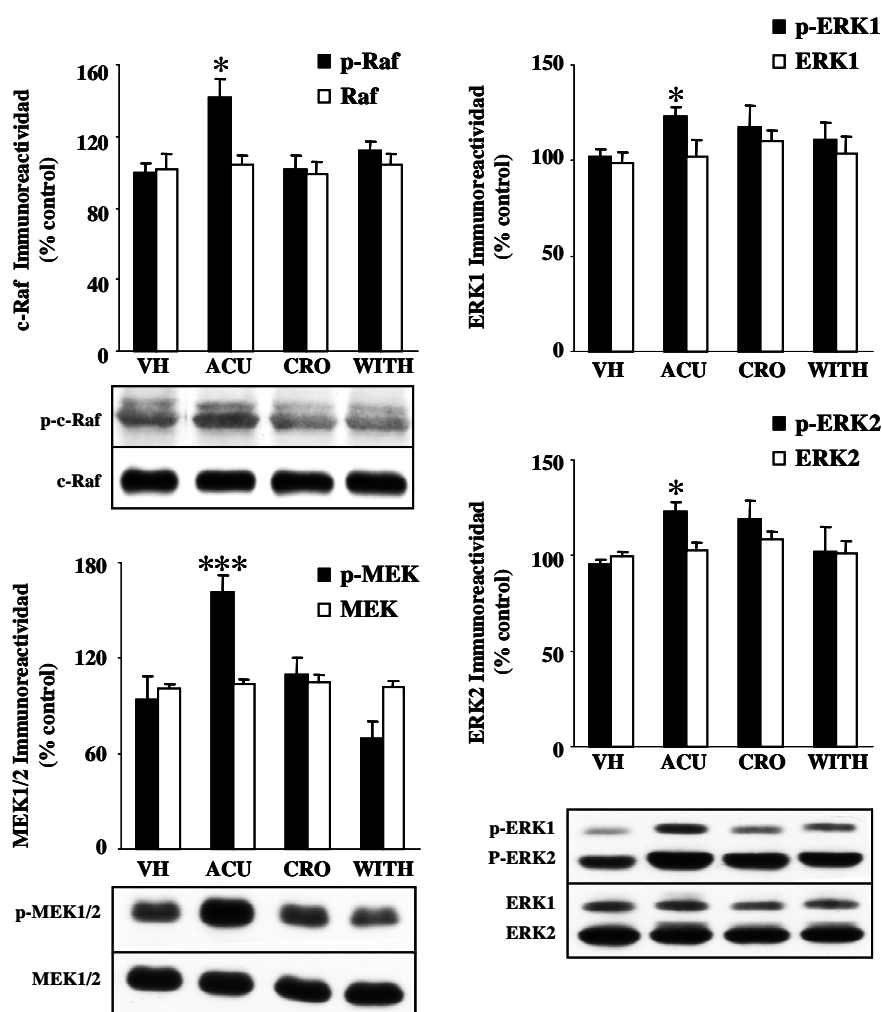 c-Raf Immunoreactividad
(% control)
160
120
80
40
0
*
p-Raf
Raf
VH ACU CRO WITH
p-c-Raf
c-Raf
MEK1/2 Immunoreactividad
(% control)
180
120
60
0
***
p-MEK
MEK
VH ACU CRO WITH
p-MEK1/2
MEK1/2
ERK1 Immunoreactividad
(% control)
150
100
50
0
*
p-ERK1
ERK1
VH ACU CRO WITH
ERK2 Immunoreactividad
(% control)
150
100
50
0
*
p-ERK2
ERK2
VH ACU CRO WITH
p-ERK1
P-ERK2
ERK1
ERK2